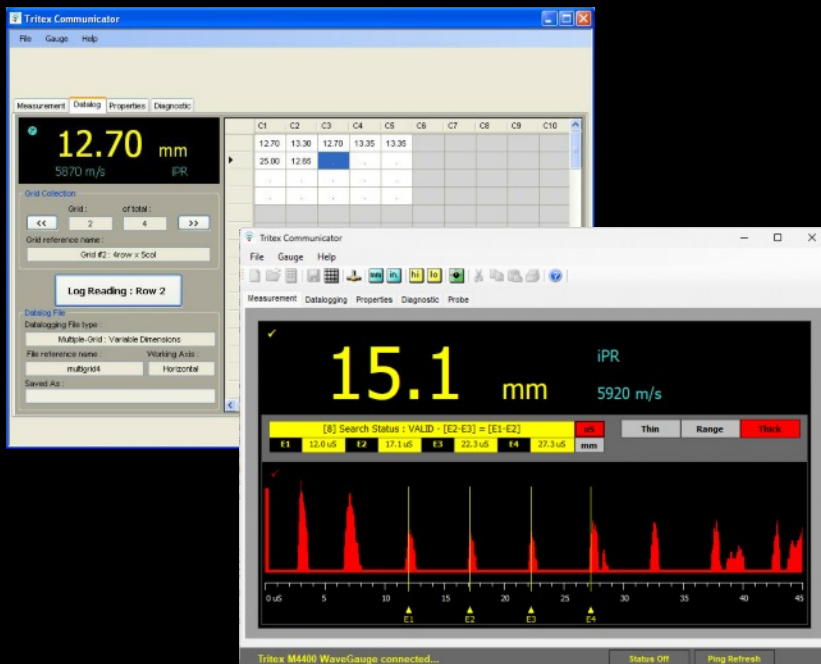 Tritex Communicator
File Gauge Help
Measurement Datalog Properties Diagnostic
12.70 mm
5870 m/s iPR
Grid Collection
Grid : of total :
<< 2 4 >>
Grid reference name :
Grid #2 : 4row x 5col
Log Reading : Row 2
Datalog File
Datalogging File type :
Multiple-Grid : Variable Dimensions
File reference name : Working Axis :
multigrid4 Horizontal
Saved As :
C1 C2 C3 C4 C5 C6 C7 C8 C9 C10
12.70 13.30 12.70 13.35 13.35
25.00 12.65
Tritex Communicator
File Gauge Help
mm in. hi lo
Measurement Datalogging Properties Diagnostic Probe
15.1 mm
iPR
5920 m/s
[8] Search Status : VALID - [E2-E3] = [E1-E2] uS
E1 12.0 uS E2 17.1 uS E3 22.3 uS E4 27.3 uS mm
Thin Range Thick
0 uS 5 10 15 20 25 30 35 40 45
E1 E2 E3 E4
Tritex M4400 WaveGauge connected... Status Off Ping Refresh